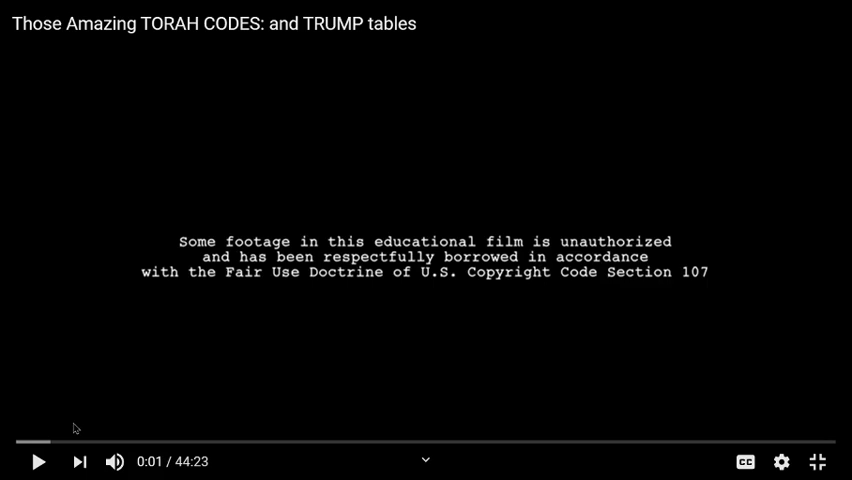 Those Amazing TORAH CODES: and TRUMP tables
Some footage in this educational film is unauthorized
and has been respectfully borrowed in accordance
with the Fair Use Doctrine of U.S. Copyright Code Section 107
0:01 / 44:23
CC